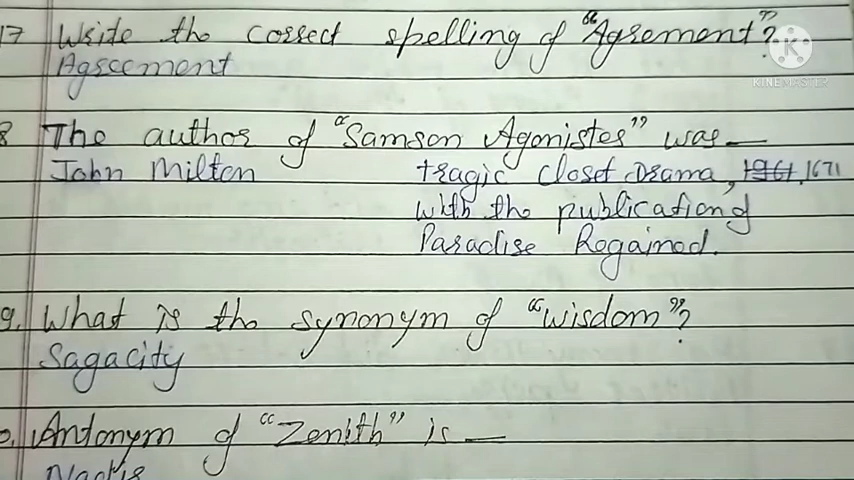 17 Write the correct spelling of "Agrement"?
Agreement
KINEMASTER
8 The author of "Samson Agonistes" was —
John Milton
tragic closet Drama, 1961, 1671
with the publication of
Paradise Regained.
9. What is the synonym of "Wisdom"?
Sagacity
0. Antonym of "Zenith" is —